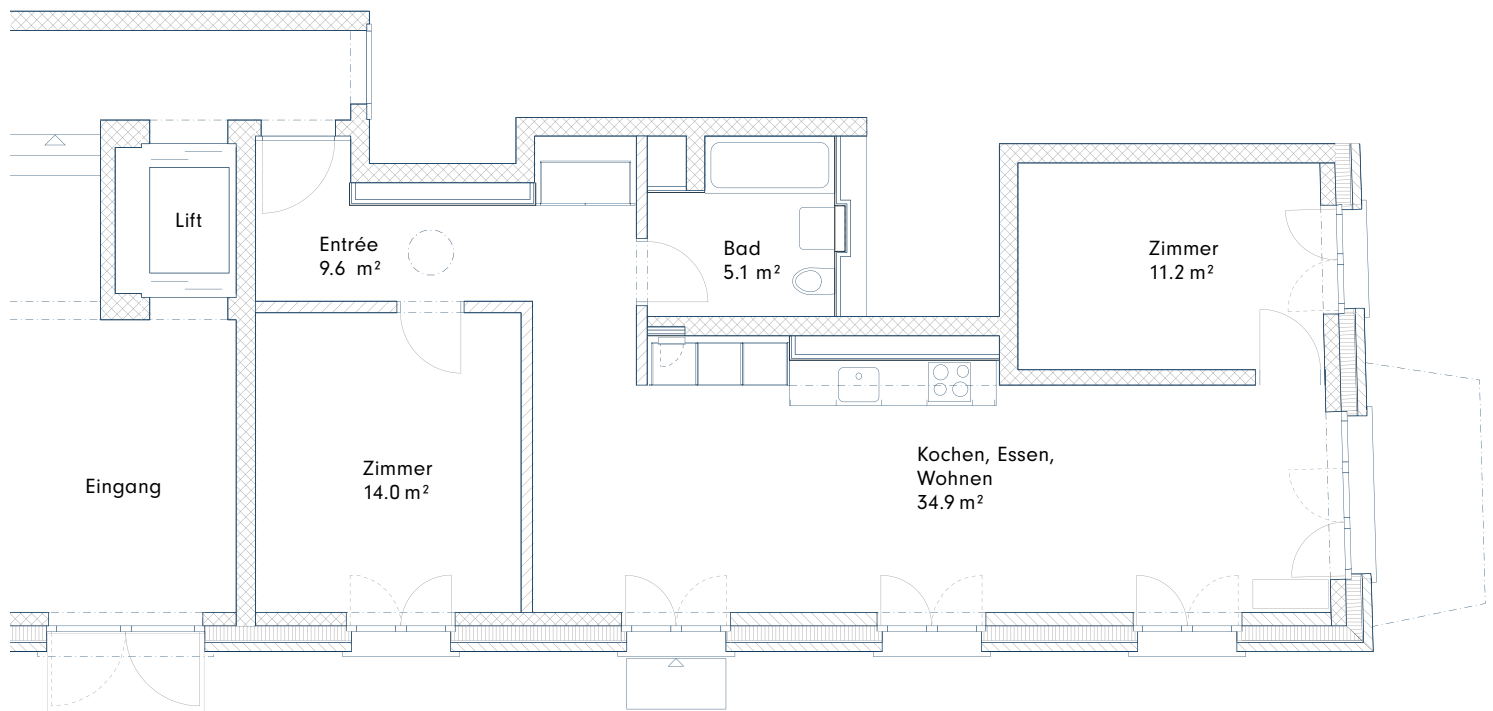 Lift
Entrée
9.6 m²
Bad
5.1 m²
Zimmer
11.2 m²
Eingang
Zimmer
14.0 m²
Kochen, Essen,
Wohnen
34.9 m²